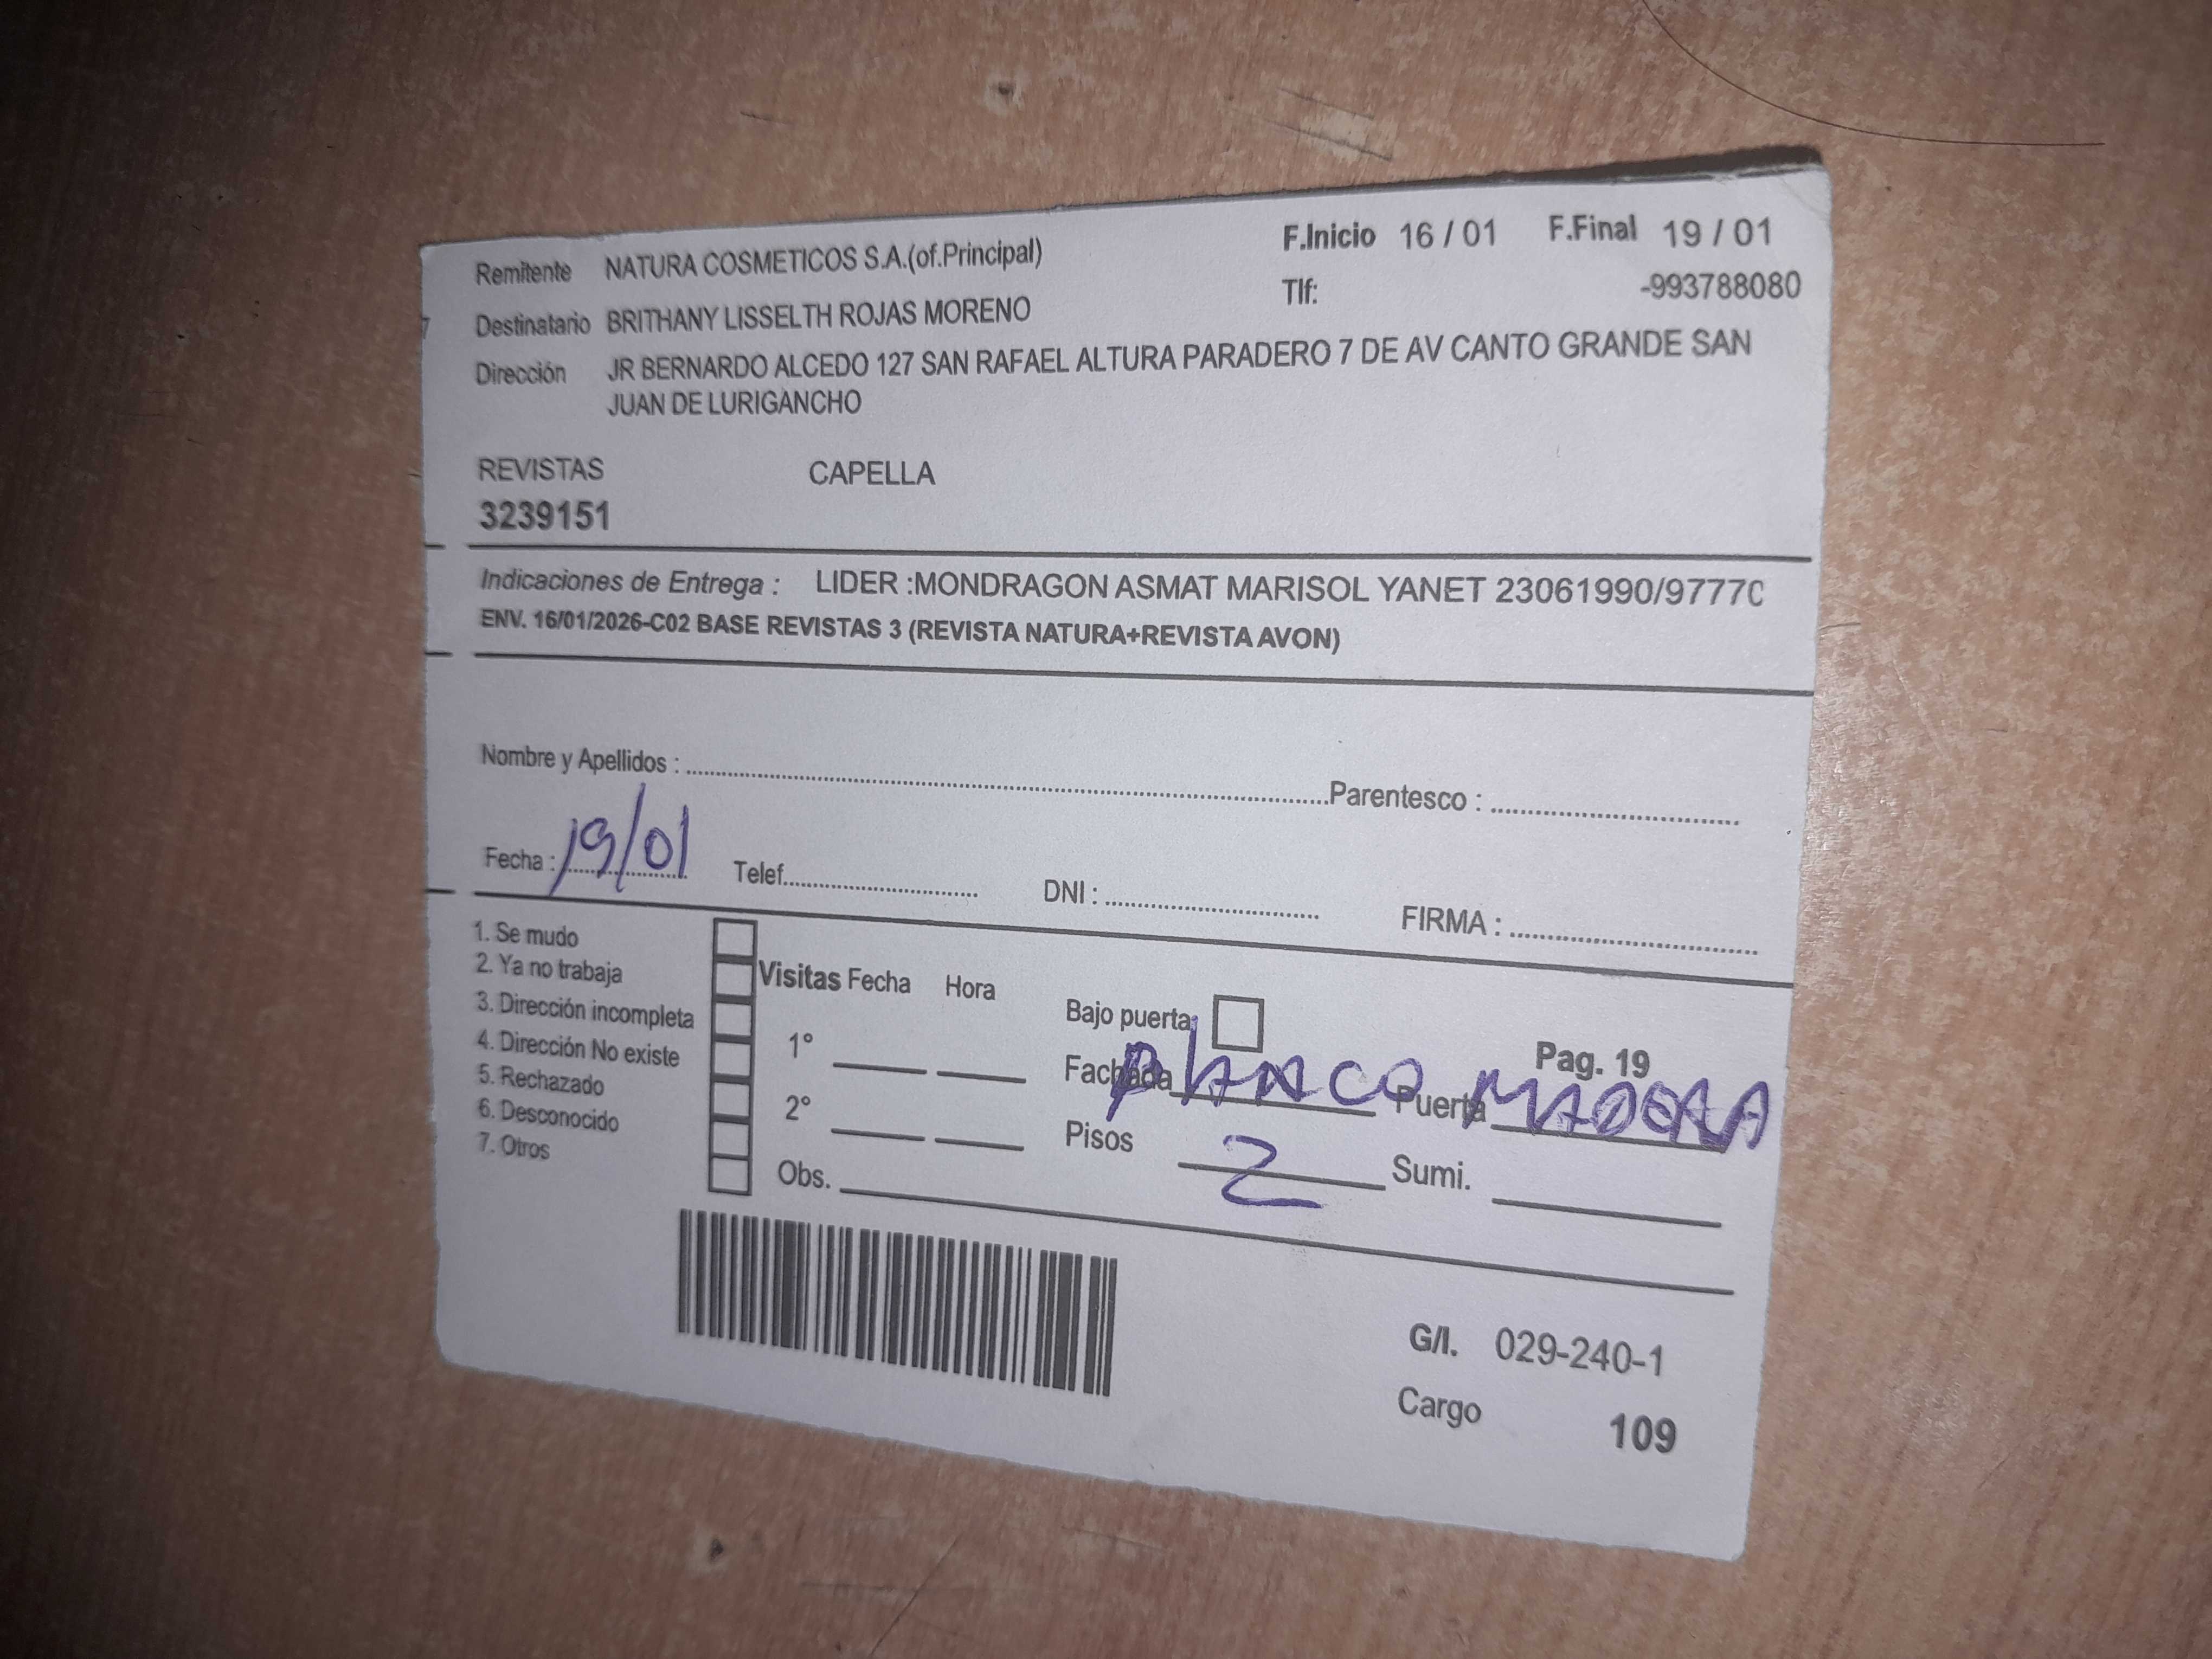 Remitente NATURA COSMETICOS S.A.(of.Principal) F.Inicio 16 / 01 F.Final 19 / 01
Destinatario BRITHANY LISSELTH ROJAS MORENO Tlf: -993788080
Dirección JR BERNARDO ALCEDO 127 SAN RAFAEL ALTURA PARADERO 7 DE AV CANTO GRANDE SAN
JUAN DE LURIGANCHO
REVISTAS CAPELLA
3239151
Indicaciones de Entrega : LIDER :MONDRAGON ASMAT MARISOL YANET 23061990/9777
ENV. 16/01/2026-C02 BASE REVISTAS 3 (REVISTA NATURA+REVISTA AVON)
Nombre y Apellidos : Parentesco :
Fecha : 19/01 Telef. DNI : FIRMA :
1. Se mudo
2. Ya no trabaja
3. Dirección incompleta
4. Dirección No existe
5. Rechazado
6. Desconocido
7. Otros
Visitas Fecha Hora
1°
2°
Obs.
Bajo puerta
Pag. 19
Fachada blanco Puerta MADERA
Pisos 2 Sumi.
G/I. 029-240-1
Cargo 109